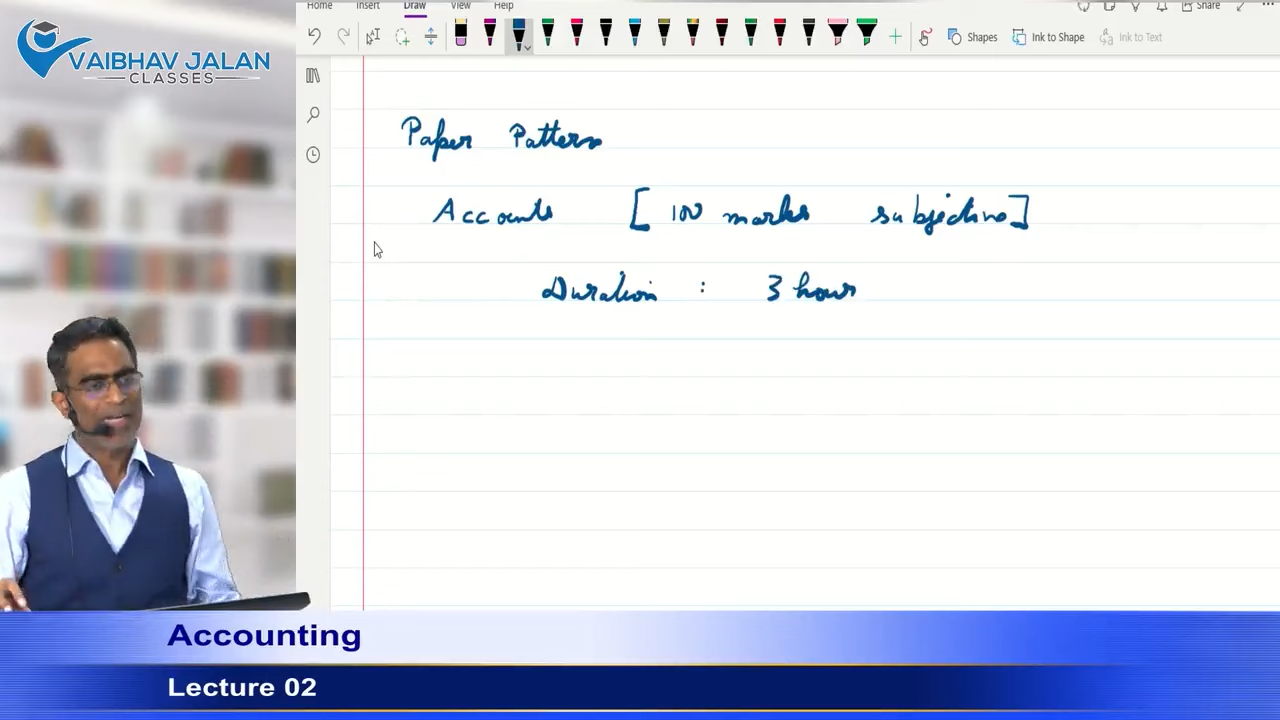 Home Insert Draw View Help Share
VAIBHAV JALAN
CLASSES
Shapes Ink to Shape Ink to Text
Paper Pattern
Accounts [100 marks subjective]
Duration : 3 hour
Accounting
Lecture 02